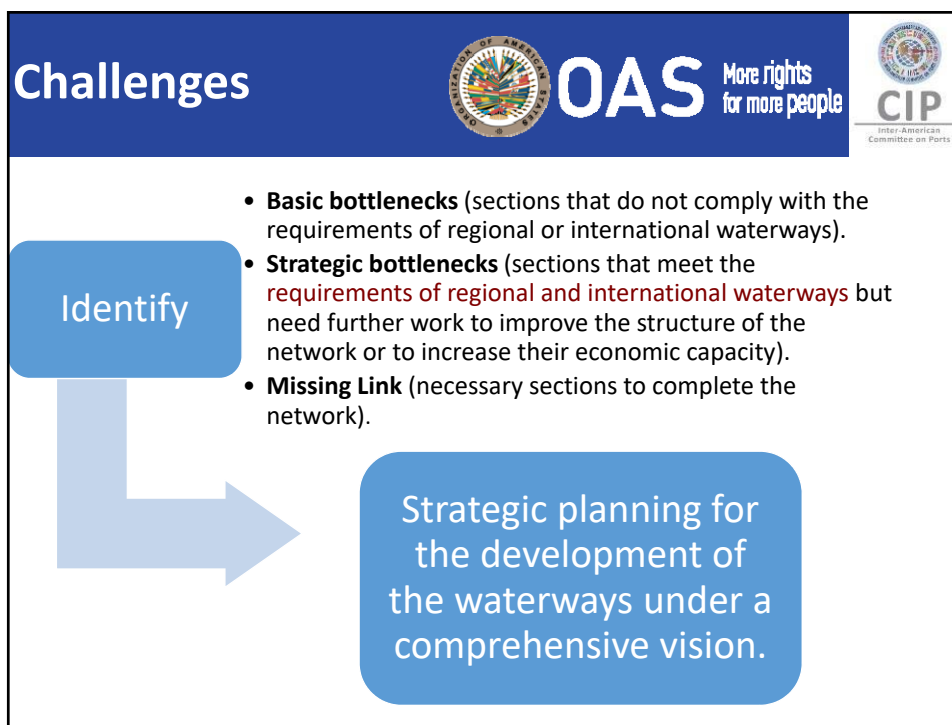 Challenges
ORGANIZATION OF AMERICAN STATES
OAS
More rights
for more people
CIP
Inter-American
Committee on Ports
Identify
• Basic bottlenecks (sections that do not comply with the
requirements of regional or international waterways).
• Strategic bottlenecks (sections that meet the
requirements of regional and international waterways but
need further work to improve the structure of the
network or to increase their economic capacity).
• Missing Link (necessary sections to complete the
network).
Strategic planning for
the development of
the waterways under a
comprehensive vision.